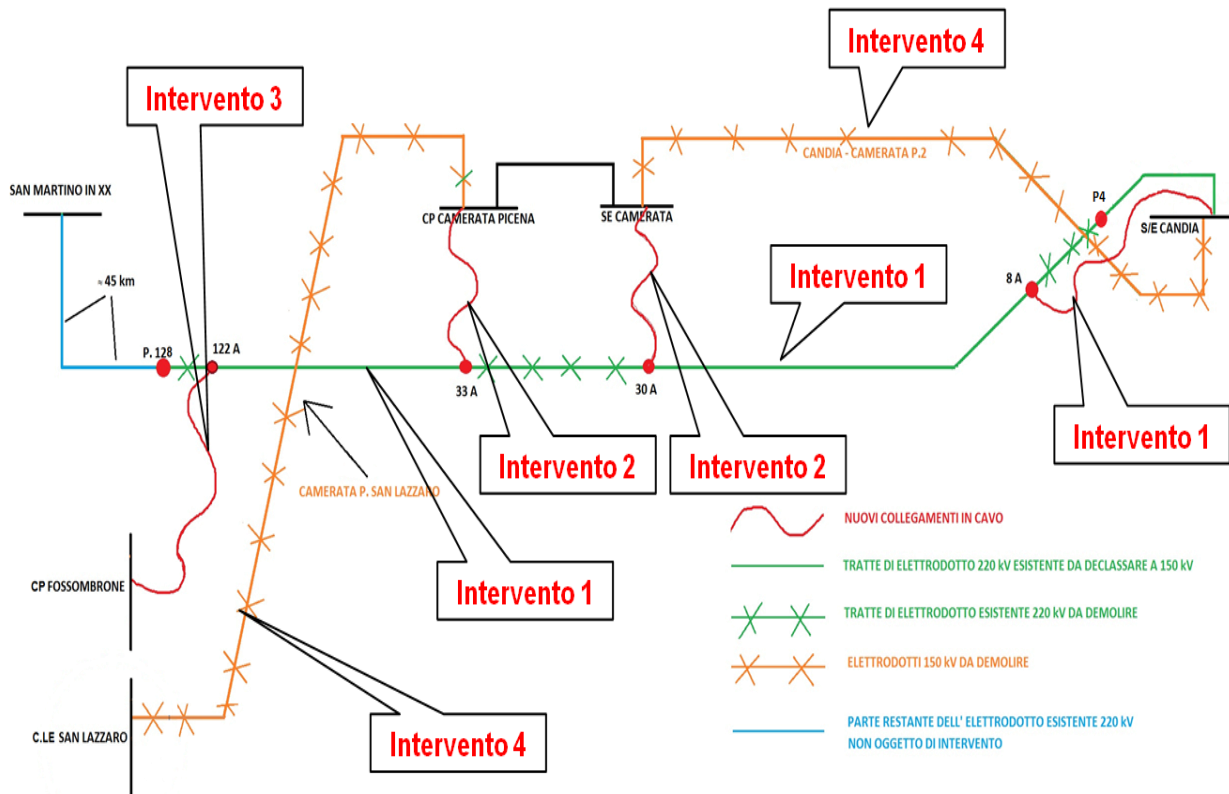 Intervento 4
Intervento 3
CANDIA - CAMERATA P.2
SAN MARTINO IN XX
CP CAMERATA PICENA
SE CAMERATA
P4
S/E CANDIA
≈ 45 km
Intervento 1
8 A
P. 128
122 A
33 A
30 A
Intervento 2
Intervento 2
Intervento 1
CAMERATA P. SAN LAZZARO
NUOVI COLLEGAMENTI IN CAVO
CP FOSSOMBRONE
Intervento 1
TRATTE DI ELETTRODOTTO 220 kV ESISTENTE DA DECLASSARE A 150 kV
TRATTE DI ELETTRODOTTO ESISTENTE 220 kV DA DEMOLIRE
ELETTRODOTTI 150 kV DA DEMOLIRE
C.LE SAN LAZZARO
Intervento 4
PARTE RESTANTE DELL' ELETTRODOTTO ESISTENTE 220 kV
NON OGGETTO DI INTERVENTO